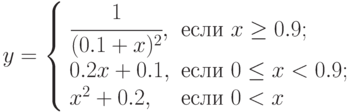 y = { 1/(0.1 + x)², если x ≥ 0.9;
0.2x + 0.1, если 0 ≤ x < 0.9;
x² + 0.2, если 0 < x